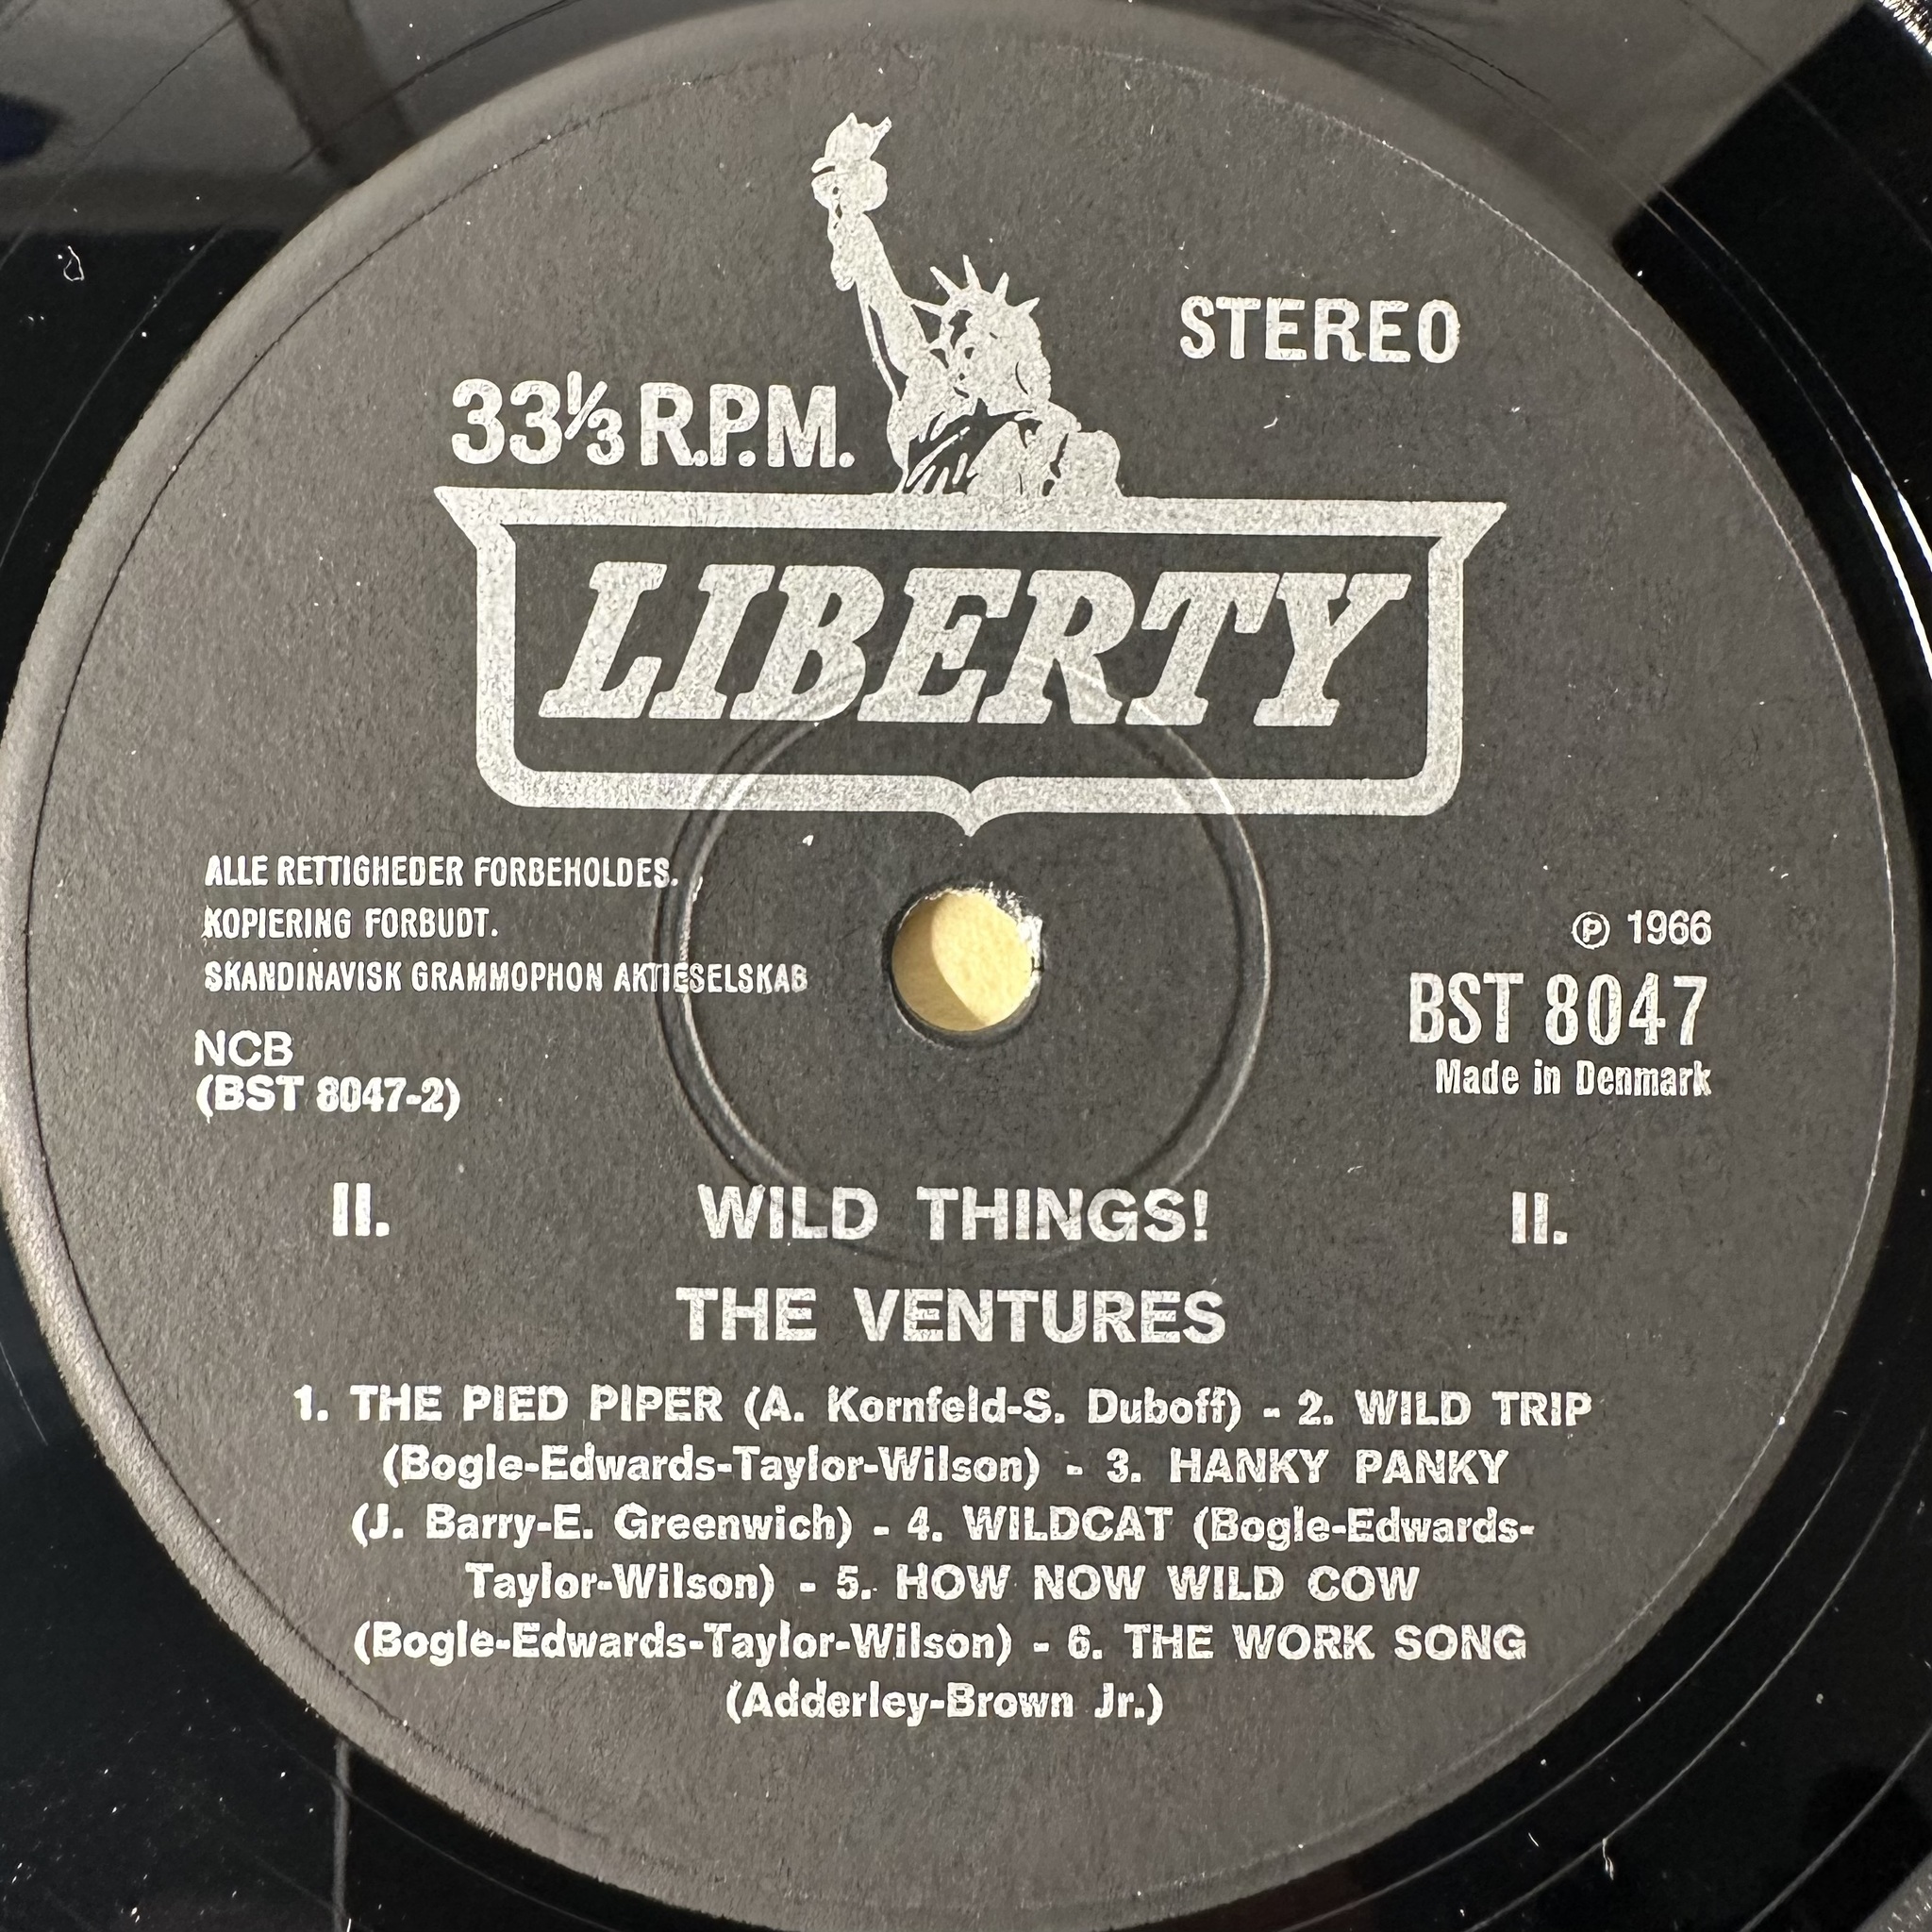 STEREO
33⅓ R.P.M.
LIBERTY
ALLE RETTIGHEDER FORBEHOLDES.
KOPIERING FORBUDT.
SKANDINAVISK GRAMMOPHON AKTIESELSKAB
℗ 1966
BST 8047
Made in Denmark
NCB
(BST 8047-2)
II. WILD THINGS! II.
THE VENTURES
1. THE PIED PIPER (A. Kornfeld-S. Duboff) - 2. WILD TRIP
(Bogle-Edwards-Taylor-Wilson) - 3. HANKY PANKY
(J. Barry-E. Greenwich) - 4. WILDCAT (Bogle-Edwards-
Taylor-Wilson) - 5. HOW NOW WILD COW
(Bogle-Edwards-Taylor-Wilson) - 6. THE WORK SONG
(Adderley-Brown Jr.)